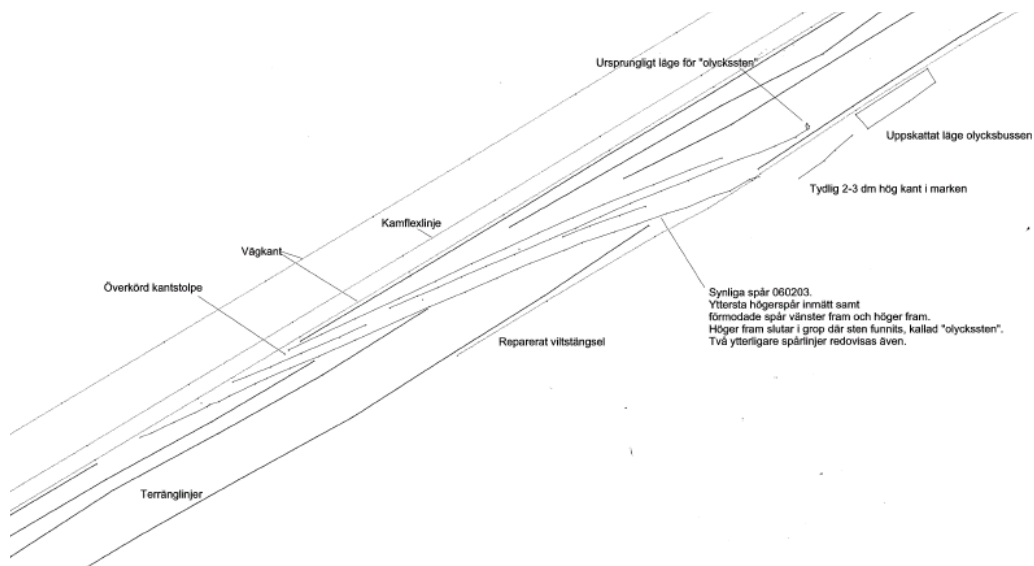 Ursprungligt läge för "olyckssten"
Uppskattat läge olycksbussen
Tydlig 2-3 dm hög kant i marken
Kamflexlinje
Vägkant
Överkörd kantstolpe
Synliga spår 060203.
Yttersta högerspår inmätt samt
förmodade spår vänster fram och höger fram.
Höger fram slutar i grop där sten funnits, kallad "olyckssten".
Två ytterligare spårlinjer redovisas även.
Reparerat viltstängsel
Terränglinjer